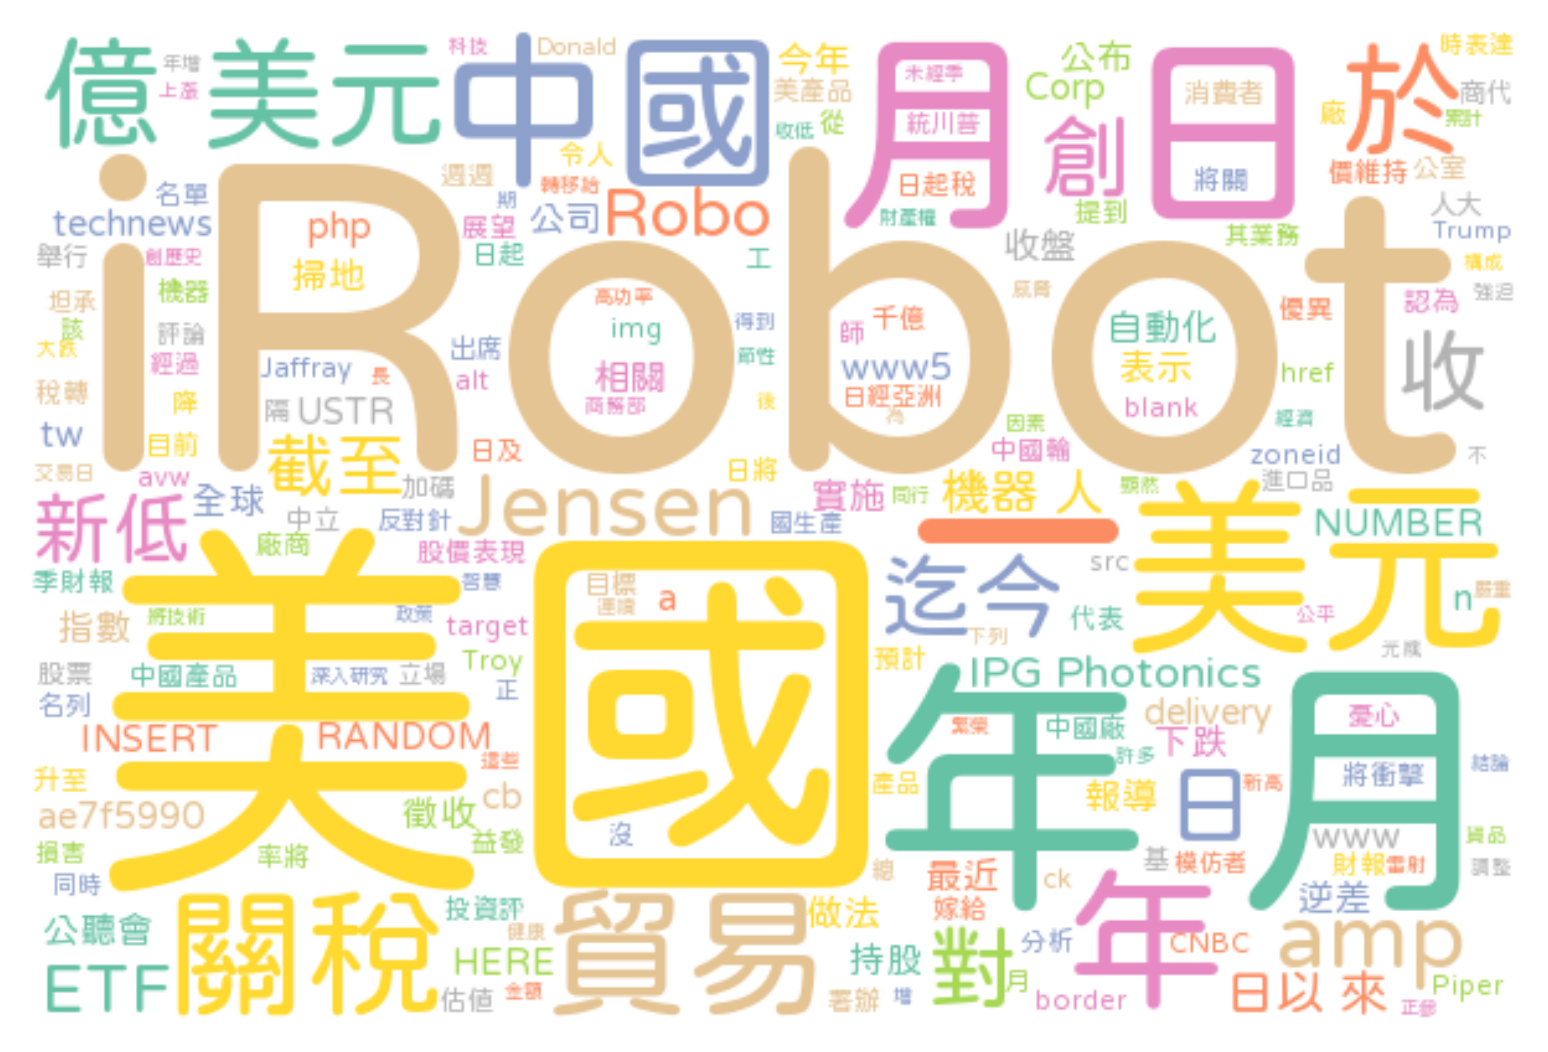 億 美元 中國 月 日 於
年增
上漲
科技
Donald
今年
美產品
收低 從
未經季
統川普
公布
Corp
創
消費者
將關
廠
時表達
商代
累計
iRobot
名單
technews
舉行
創歷史
坦承
機器
該
評論
大跌
經過
稅轉
降
tw
目前
交易日
avw
php
掃地
Jaffray
長
隔 USTR
截至
加碼
週週
期
展望
日起
公司
Robo
令人
轉移給
出席
alt
日及
高功率
img
相關
商務部
工
得到
節性
後
日將
日起稅
財產權
提到
收盤
其業務
價維持
公室
人大
Trump
構成
強迫
千億
師
www5
日經亞洲
為
因素
中國輪
自動化
表示
blank
優異
認為
href
經濟
收
zoneid
進口品
不
新低
全球
中立
反對針
廠商
Jensen
國生產
股價表現
實施
同行
機器 人
顯然
一
美元
NUMBER
src
迄今
代表
n
嚴重
公平
光纖
下列
預計
美國
季財報
指數
將技術
智慧
政策
target
Troy
股票
中國產品
深入研究
立場
正
名列
INSERT
RANDOM
這些
升至
ae7f5990
徵收
cb
益發
損害
率將
同時
目標
連續
a
沒
IPG Photonics
年 月
繁榮
中國廠
delivery
下跌
許多
報導
日
新高
憂心
將衝擊
結論
產品
www
貨品
基
模仿者
財報
雷射
調整
總
最近
ck
嫁給
逆差
公聽會
ETF
關稅
投資評
健康
HERE
估值
金額
貿易
做法
持股
署辦
增
對
月
分析
border
年
CNBC
amp
日以 來
Piper
正參